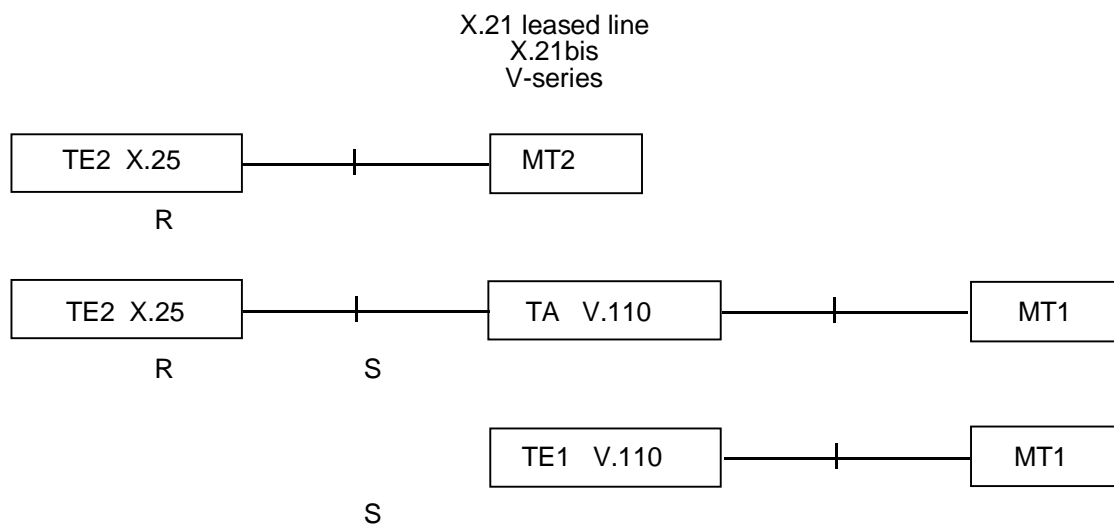 X.21 leased line
X.21bis
V-series
TE2 X.25 MT2
R
TE2 X.25 TA V.110 MT1
R S
TE1 V.110 MT1
S